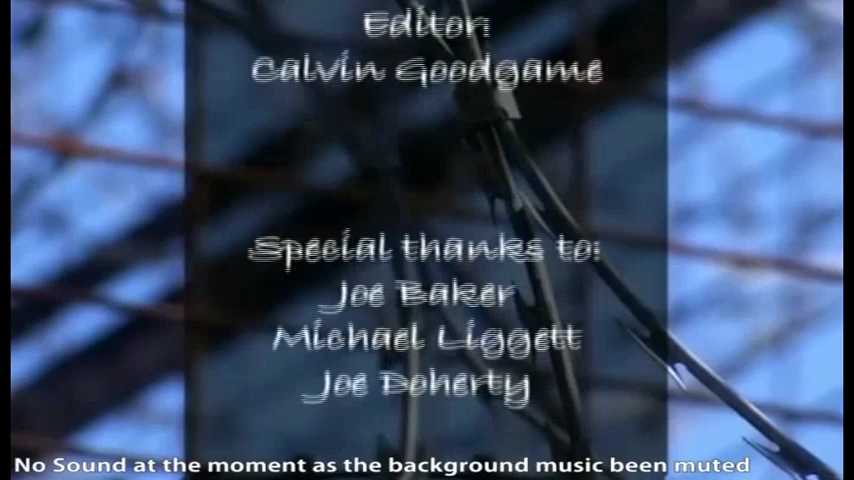 Editor:
Calvin Goodgame
Special thanks to:
Joe Baker
Michael Liggett
Joe Doherty
No Sound at the moment as the background music been muted